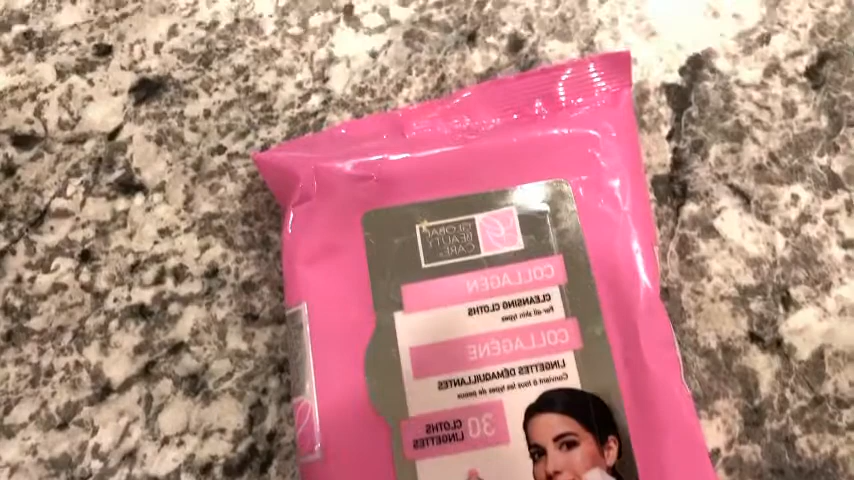 GLOBAL
BEAUTY
CARE
COLLAGEN
CLEANSING CLOTHS
For all skin types
COLLAGÈNE
LINGETTES DÉMAQUILLANTES
Convient à tout les types de peaux
30 CLOTHS
LINGETTES